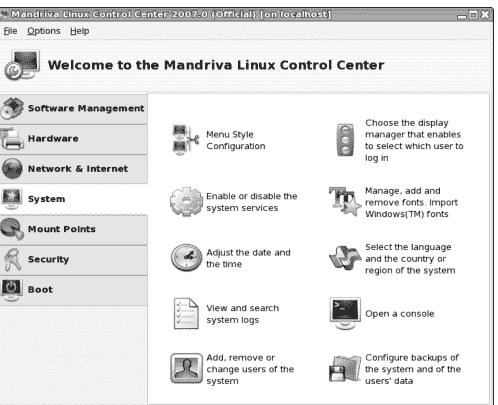 Mandriva Linux Control Center 2007.0 (Official) [on localhost]
File Options Help
Welcome to the Mandriva Linux Control Center
Software Management
Hardware
Network & Internet
System
Mount Points
Security
Boot
Menu Style
Configuration
Choose the display
manager that enables
to select which user to
log in
Enable or disable the
system services
Manage, add and
remove fonts. Import
Windows(TM) fonts
Adjust the date and
the time
Select the language
and the country or
region of the system
View and search
system logs
Open a console
Add, remove or
change users of the
system
Configure backups of
the system and of the
users' data